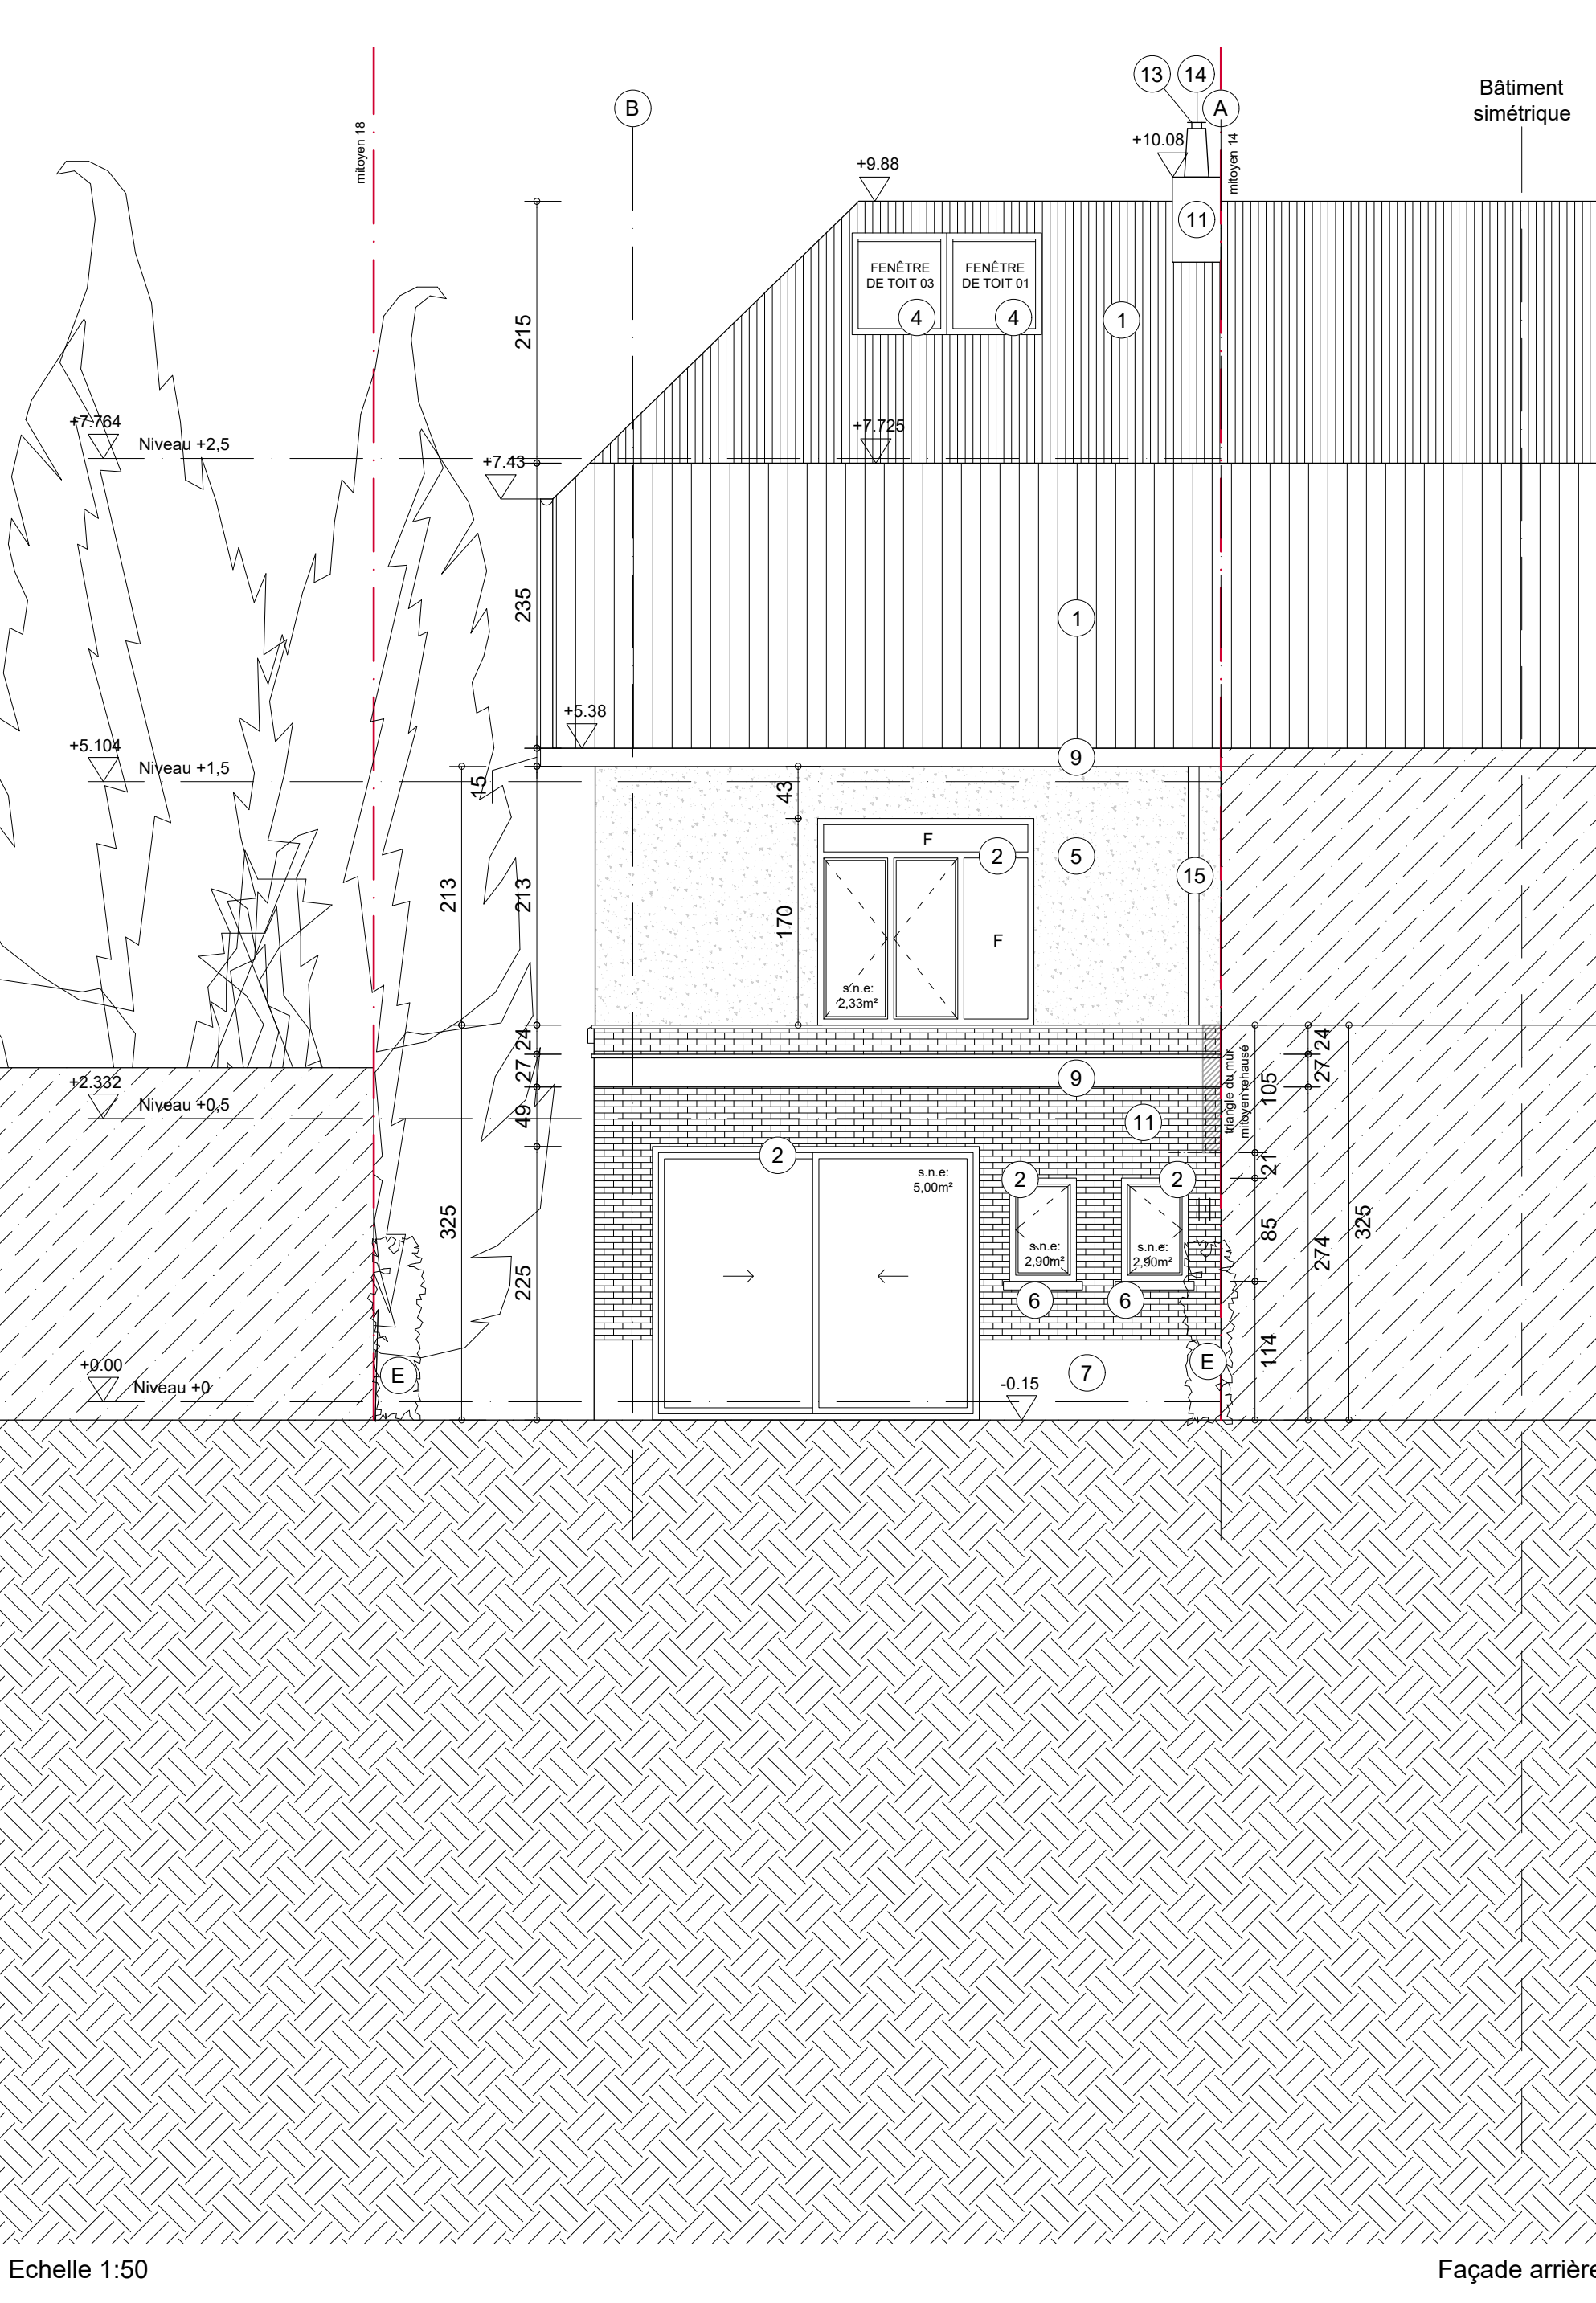 Bâtiment
simétrique
13
14
B
A
mitoyen 18
mitoyen 14
+10.08
+9.88
11
FENÊTRE
DE TOIT 03
FENÊTRE
DE TOIT 01
4
4
1
215
+7.764
Niveau +2,5
+7.725
+7.43
235
1
+5.38
+5.104
Niveau +1,5
9
15
43
F
2
5
15
213
213
170
F
s.n.e:
2,33m²
24
24
27
27
9
triangle du mur
mitoyen rehausé
105
+2.332
Niveau +0,5
49
11
2
21
s.n.e:
5,00m²
2
2
325
85
325
274
s.n.e:
2,90m²
s.n.e:
2,90m²
225
6
6
114
+0.00
Niveau +0
E
E
7
-0.15
Echelle 1:50
Façade arrière